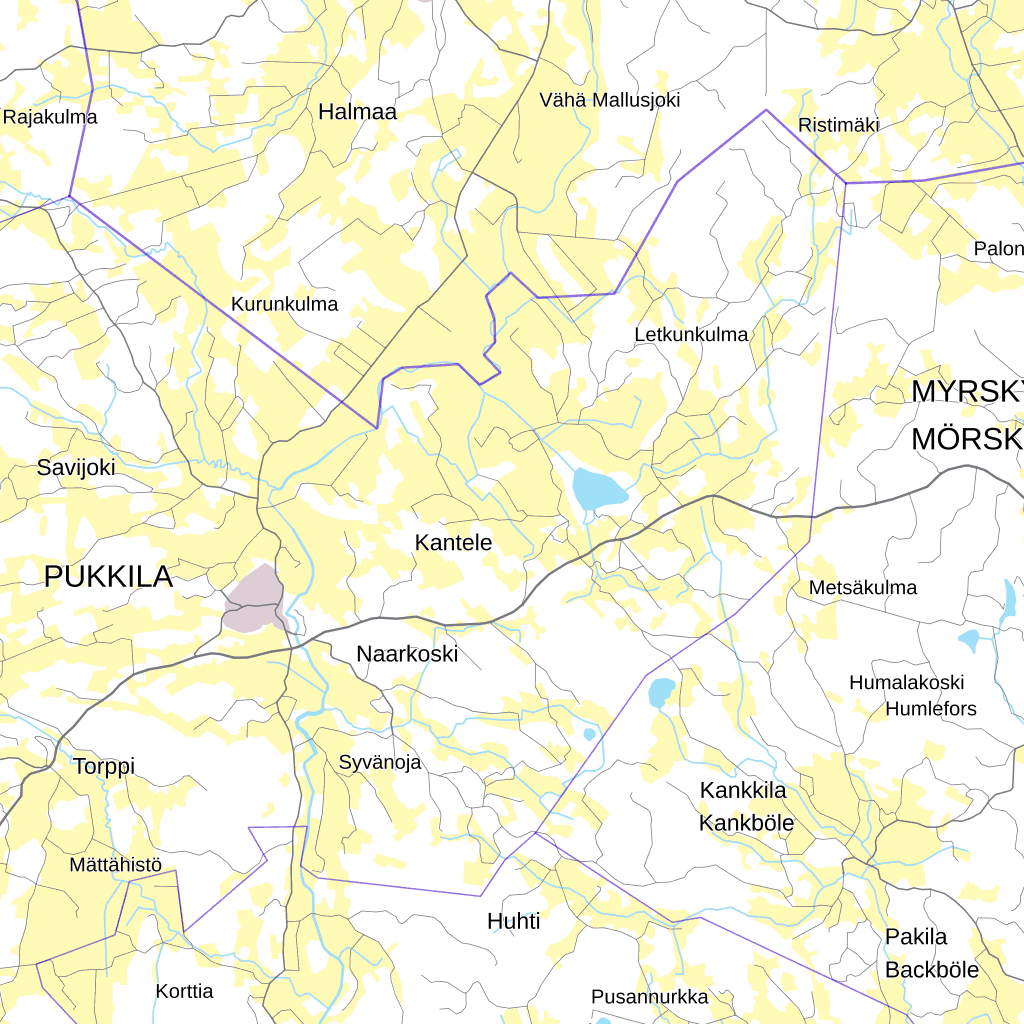 Vähä Mallusjoki
Halmaa
Rajakulma
Ristimäki
Palon
Kurunkulma
Letkunkulma
MYRSKY
MÖRSK
Savijoki
Kantele
PUKKILA
Metsäkulma
Naarkoski
Humalakoski
Humlefors
Syvänoja
Torppi
Kankkila
Kankböle
Mättähistö
Huhti
Pakila
Backböle
Korttia
Pusannurkka